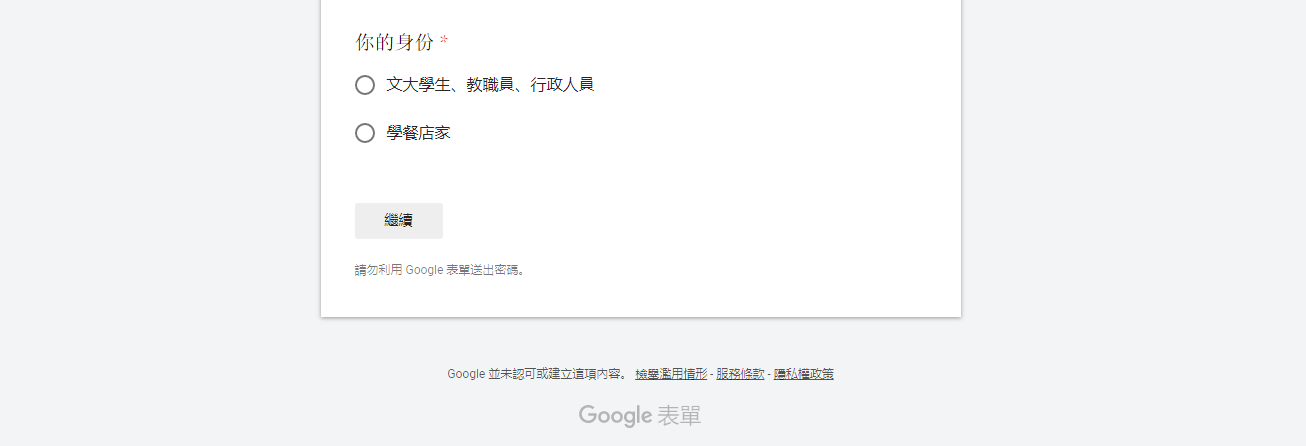 你的身份 *
文大學生、教職員、行政人員
學餐店家
繼續
請勿利用 Google 表單送出密碼。
Google 並未認可或建立這項內容。 檢舉濫用情形 - 服務條款 - 隱私權政策
Google 表單